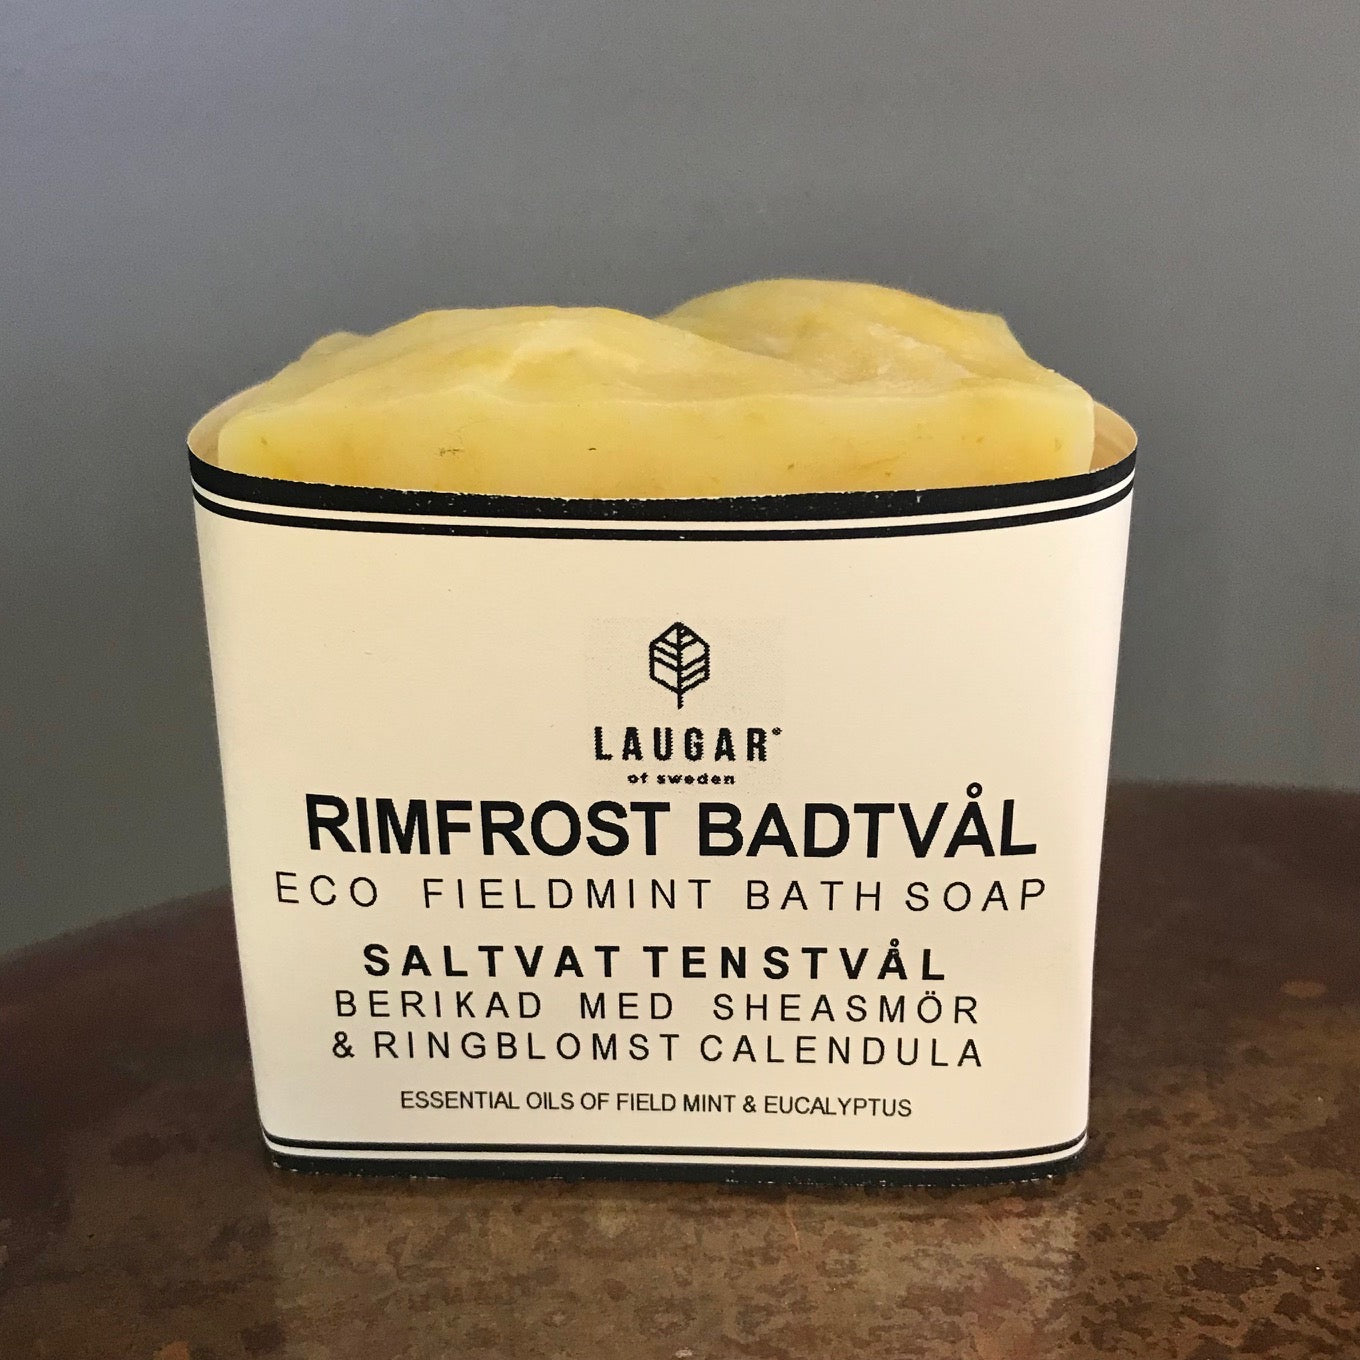 LAUGAR®
of sweden
RIMFROST BADTVÅL
ECO FIELDMINT BATH SOAP
SALTVAT TENSTVÅL
BERIKAD MED SHEASMÖR
& RINGBLOMST CALENDULA
ESSENTIAL OILS OF FIELD MINT & EUCALYPTUS